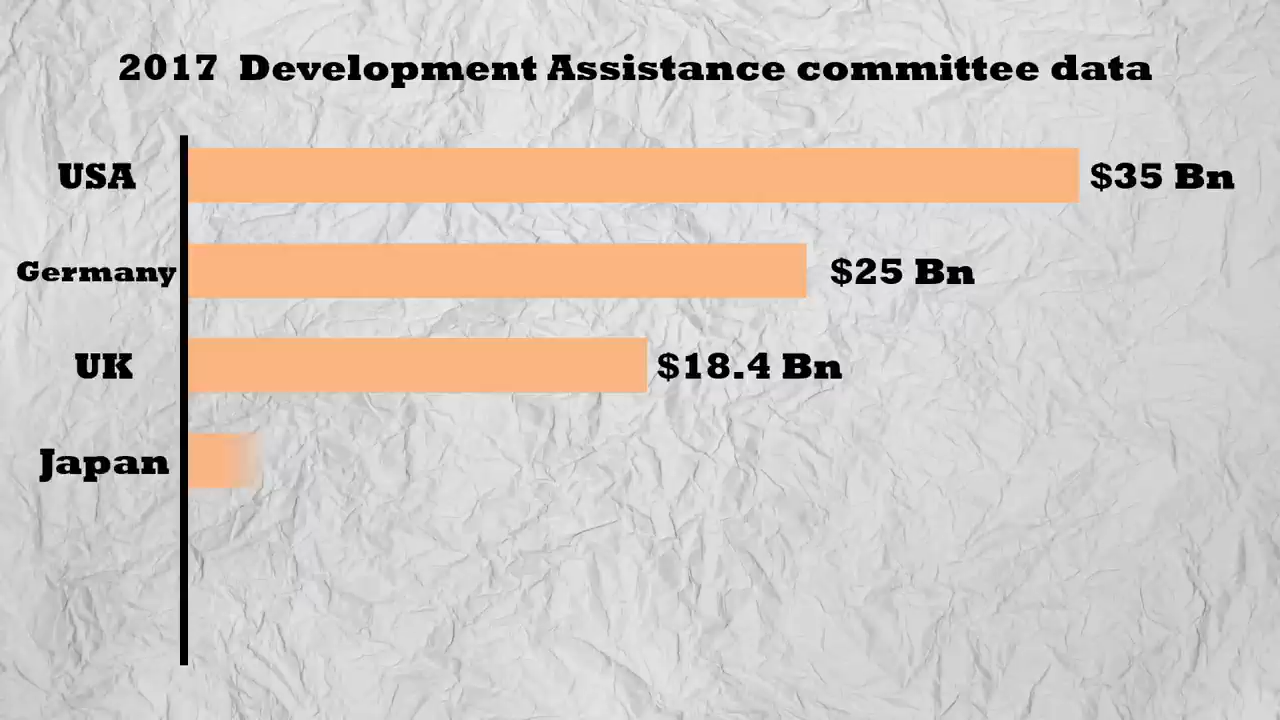 2017 Development Assistance committee data
USA $35 Bn
Germany $25 Bn
UK $18.4 Bn
Japan